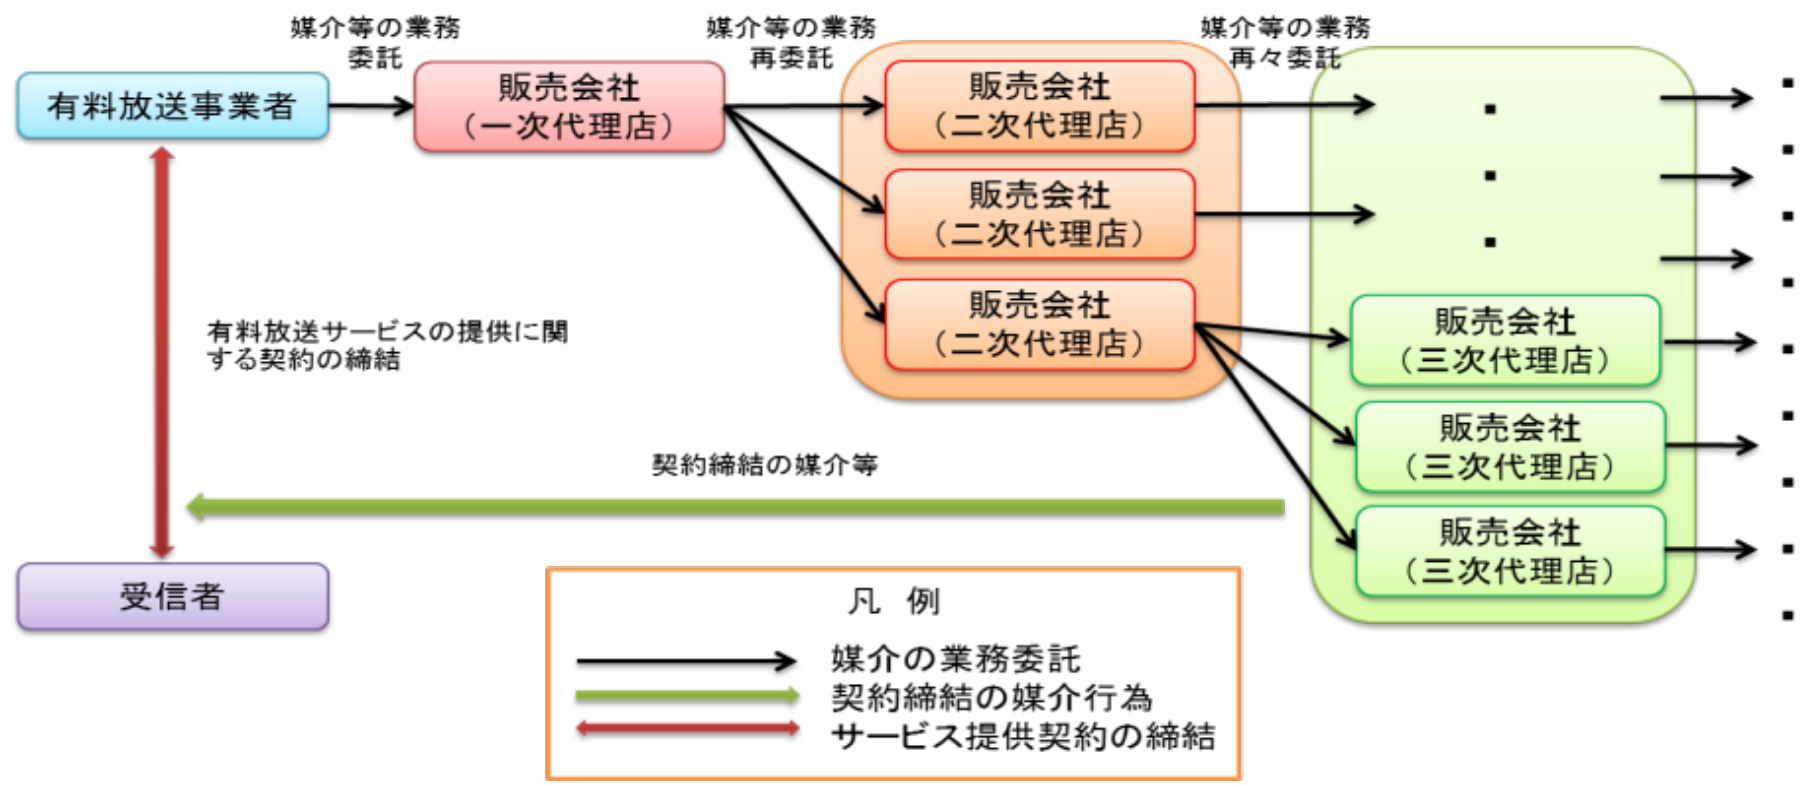 媒介等の業務
委託
媒介等の業務
再委託
媒介等の業務
再々委託
有料放送事業者
販売会社
（一次代理店）
販売会社
（二次代理店）
販売会社
（二次代理店）
販売会社
（二次代理店）
販売会社
（三次代理店）
販売会社
（三次代理店）
販売会社
（三次代理店）
有料放送サービスの提供に関
する契約の締結
契約締結の媒介等
受信者
凡　例
媒介の業務委託
契約締結の媒介行為
サービス提供契約の締結